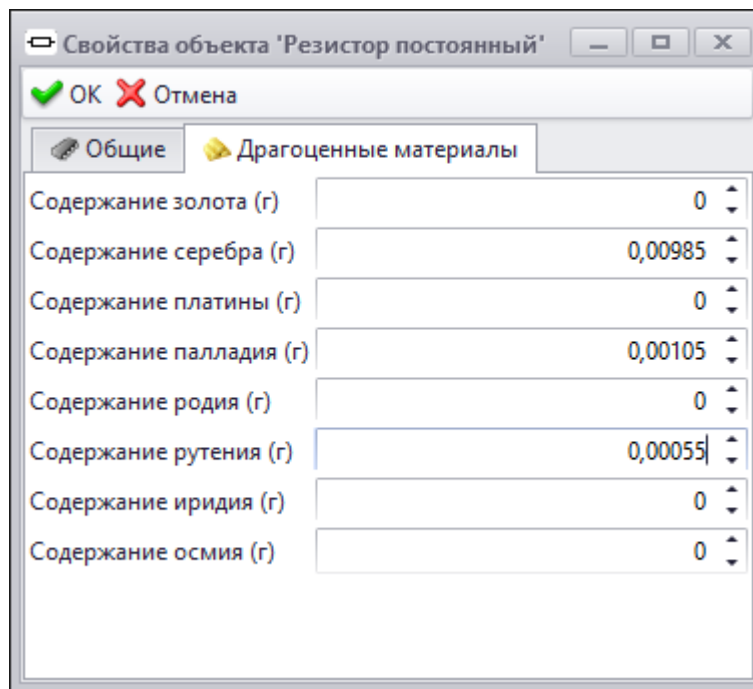 Свойства объекта 'Резистор постоянный'
ОК Отмена
Общие Драгоценные материалы
Содержание золота (г) 0
Содержание серебра (г) 0,00985
Содержание платины (г) 0
Содержание палладия (г) 0,00105
Содержание родия (г) 0
Содержание рутения (г) 0,00055
Содержание иридия (г) 0
Содержание осмия (г) 0